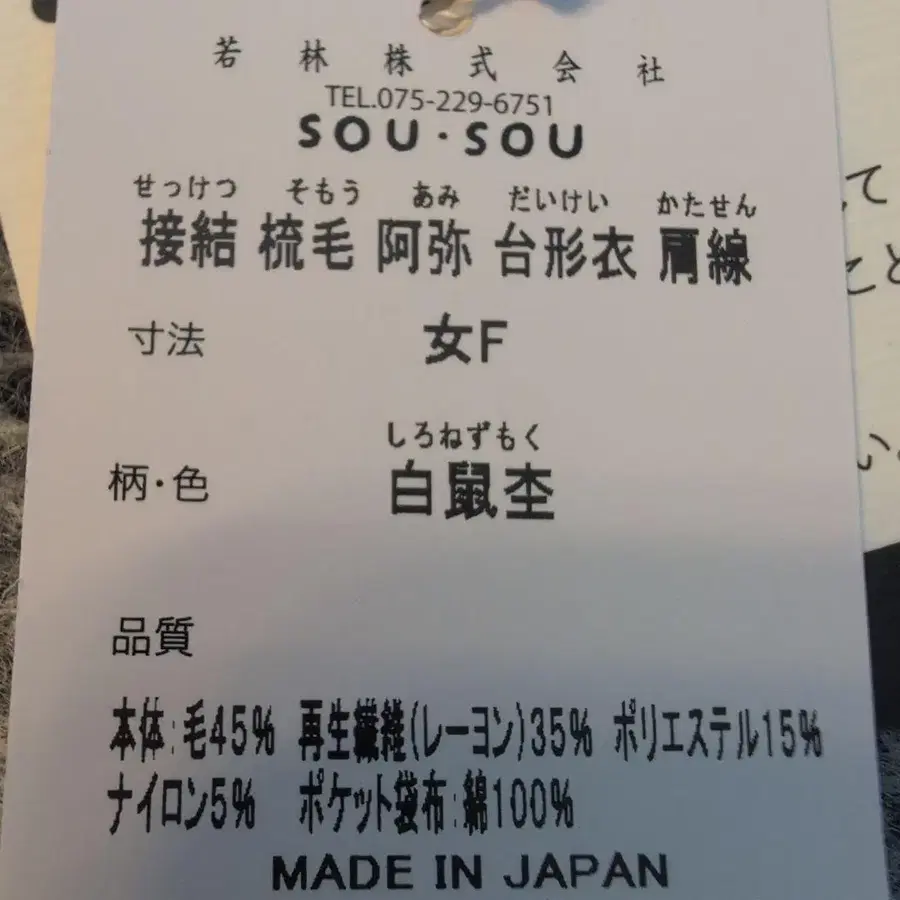 若林株式会社
TEL.075-229-6751
SOU・SOU
せっけつ そもう あみ だいけい かたせん
接結 梳毛 阿弥 台形衣 肩線
寸法 女F
しろねずもく
柄・色 白鼠杢
品質
本体:毛45% 再生繊維(レーヨン)35% ポリエステル15%
ナイロン5% ポケット袋布:綿100%
MADE IN JAPAN
て
こと
い